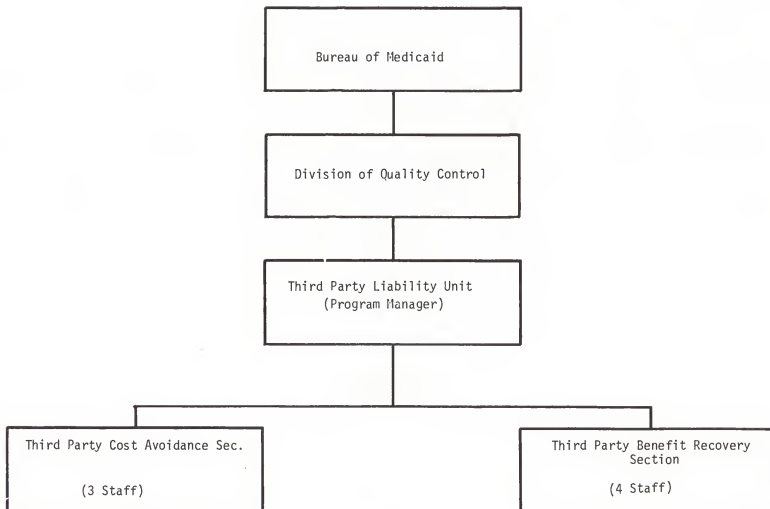 Bureau of Medicaid
Division of Quality Control
Third Party Liability Unit
(Program Manager)
Third Party Cost Avoidance Sec.
(3 Staff)
Third Party Benefit Recovery
Section
(4 Staff)